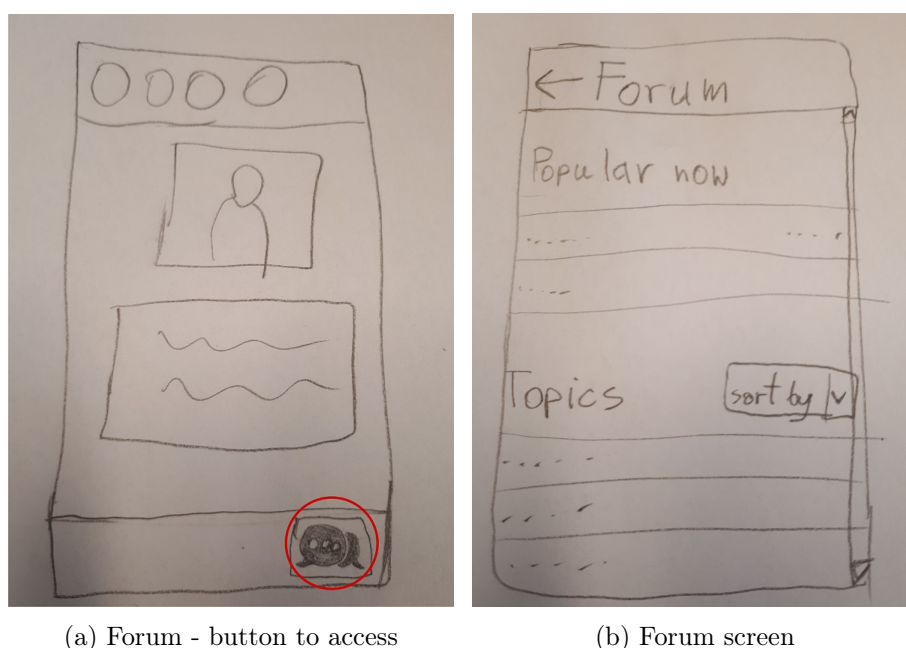 ← Forum
Popular now
Topics
sort by
(a) Forum - button to access
(b) Forum screen